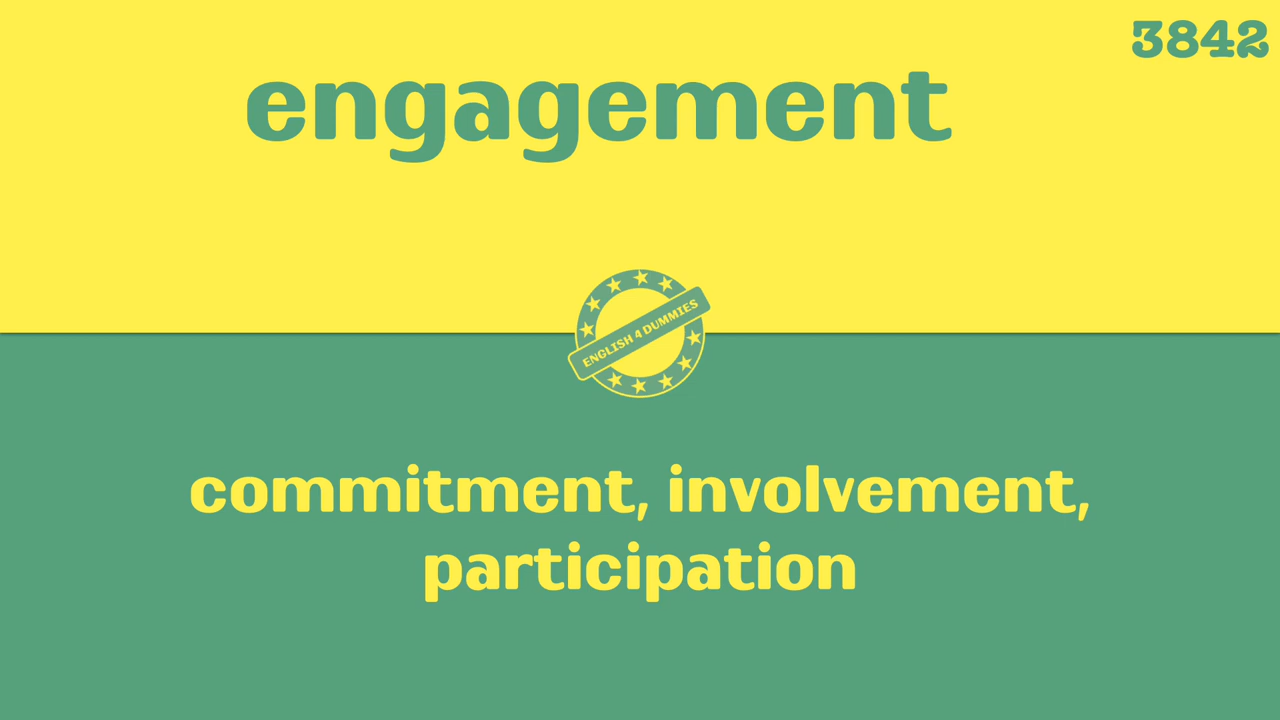 3842
engagement
ENGLISH 4 DUMMIES
commitment, involvement,
participation